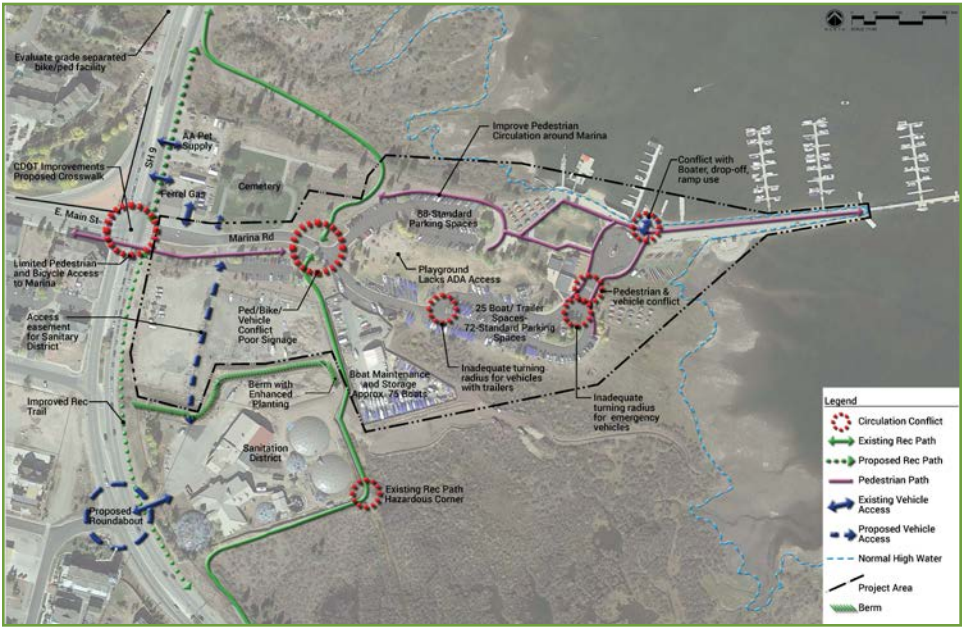 Evaluate grade separated
bike/ped facility
SH 9
AA Pet
Supply
CDOT Improvements
Proposed Crosswalk
Ferrel Gas
Cemetery
Improve Pedestrian
Circulation around Marina
Conflict with
Boater, drop-off,
ramp use
E. Main St.
Marina Rd
88-Standard
Parking Spaces
Limited Pedestrian
and Bicycle Access
to Marina
Playground
Lacks ADA Access
Pedestrian &
vehicle conflict
Access
easement
for Sanitary
District
Ped/Bike/
Vehicle
Conflict
Poor Signage
25 Boat/ Trailer
Spaces-
72-Standard Parking
Spaces
Inadequate turning
radius for vehicles
with trailers
Boat Maintenance
and Storage
Approx. 75 Boats
Berm with
Enhanced
Planting
Inadequate
turning radius
for emergency
vehicles
Improved Rec
Trail
Sanitation
District
Existing Rec Path
Hazardous Corner
Proposed
Roundabout
Legend
Circulation Conflict
Existing Rec Path
Proposed Rec Path
Pedestrian Path
Existing Vehicle
Access
Proposed Vehicle
Access
Normal High Water
Project Area
Berm